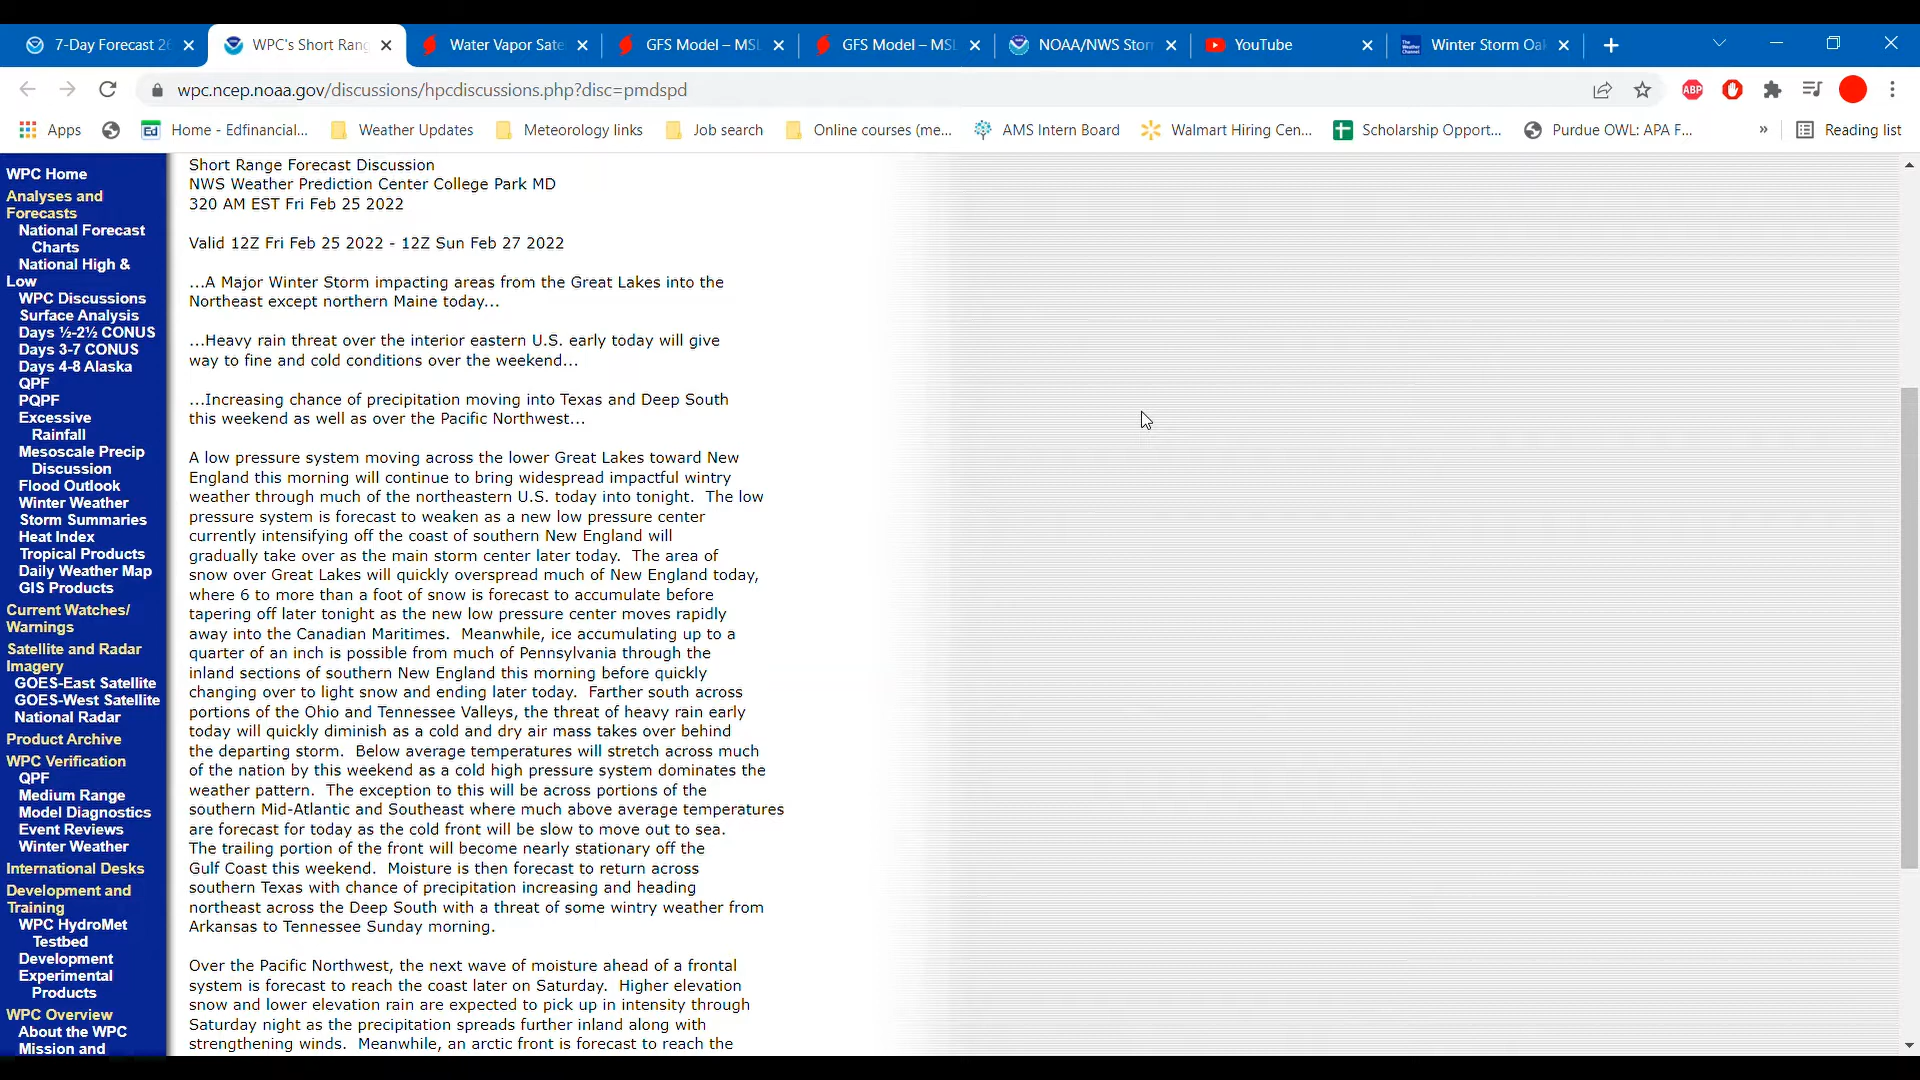 7-Day Forecast 26
WPC's Short Rang
Water Vapor Sate
GFS Model – MSL
GFS Model – MSL
NOAA/NWS Storm
YouTube
Winter Storm Oak
wpc.ncep.noaa.gov/discussions/hpcdiscussions.php?disc=pmdspd
ABP
Apps
Home - Edfinancial...
Weather Updates
Meteorology links
Job search
Online courses (me...
AMS Intern Board
Walmart Hiring Cen...
Scholarship Opport...
Purdue OWL: APA F...
»
Reading list
WPC Home
Analyses and
Forecasts
National Forecast
Charts
National High &
Low
WPC Discussions
Surface Analysis
Days ½-2½ CONUS
Days 3-7 CONUS
Days 4-8 Alaska
QPF
PQPF
Excessive
Rainfall
Mesoscale Precip
Discussion
Flood Outlook
Winter Weather
Storm Summaries
Heat Index
Tropical Products
Daily Weather Map
GIS Products
Current Watches/
Warnings
Satellite and Radar
Imagery
GOES-East Satellite
GOES-West Satellite
National Radar
Product Archive
WPC Verification
QPF
Medium Range
Model Diagnostics
Event Reviews
Winter Weather
International Desks
Development and
Training
WPC HydroMet
Testbed
Development
Experimental
Products
WPC Overview
About the WPC
Mission and
Short Range Forecast Discussion
NWS Weather Prediction Center College Park MD
320 AM EST Fri Feb 25 2022
Valid 12Z Fri Feb 25 2022 - 12Z Sun Feb 27 2022
...A Major Winter Storm impacting areas from the Great Lakes into the
Northeast except northern Maine today...
...Heavy rain threat over the interior eastern U.S. early today will give
way to fine and cold conditions over the weekend...
...Increasing chance of precipitation moving into Texas and Deep South
this weekend as well as over the Pacific Northwest...
A low pressure system moving across the lower Great Lakes toward New
England this morning will continue to bring widespread impactful wintry
weather through much of the northeastern U.S. today into tonight. The low
pressure system is forecast to weaken as a new low pressure center
currently intensifying off the coast of southern New England will
gradually take over as the main storm center later today. The area of
snow over Great Lakes will quickly overspread much of New England today,
where 6 to more than a foot of snow is forecast to accumulate before
tapering off later tonight as the new low pressure center moves rapidly
away into the Canadian Maritimes. Meanwhile, ice accumulating up to a
quarter of an inch is possible from much of Pennsylvania through the
inland sections of southern New England this morning before quickly
changing over to light snow and ending later today. Farther south across
portions of the Ohio and Tennessee Valleys, the threat of heavy rain early
today will quickly diminish as a cold and dry air mass takes over behind
the departing storm. Below average temperatures will stretch across much
of the nation by this weekend as a cold high pressure system dominates the
weather pattern. The exception to this will be across portions of the
southern Mid-Atlantic and Southeast where much above average temperatures
are forecast for today as the cold front will be slow to move out to sea.
The trailing portion of the front will become nearly stationary off the
Gulf Coast this weekend. Moisture is then forecast to return across
southern Texas with chance of precipitation increasing and heading
northeast across the Deep South with a threat of some wintry weather from
Arkansas to Tennessee Sunday morning.
Over the Pacific Northwest, the next wave of moisture ahead of a frontal
system is forecast to reach the coast later on Saturday. Higher elevation
snow and lower elevation rain are expected to pick up in intensity through
Saturday night as the precipitation spreads further inland along with
strengthening winds. Meanwhile, an arctic front is forecast to reach the